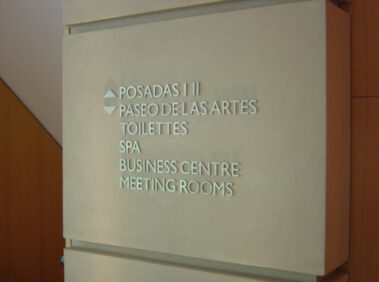 POSADAS I II
PASEO DE LAS ARTES
TOILETTES
SPA
BUSINESS CENTRE
MEETING ROOMS